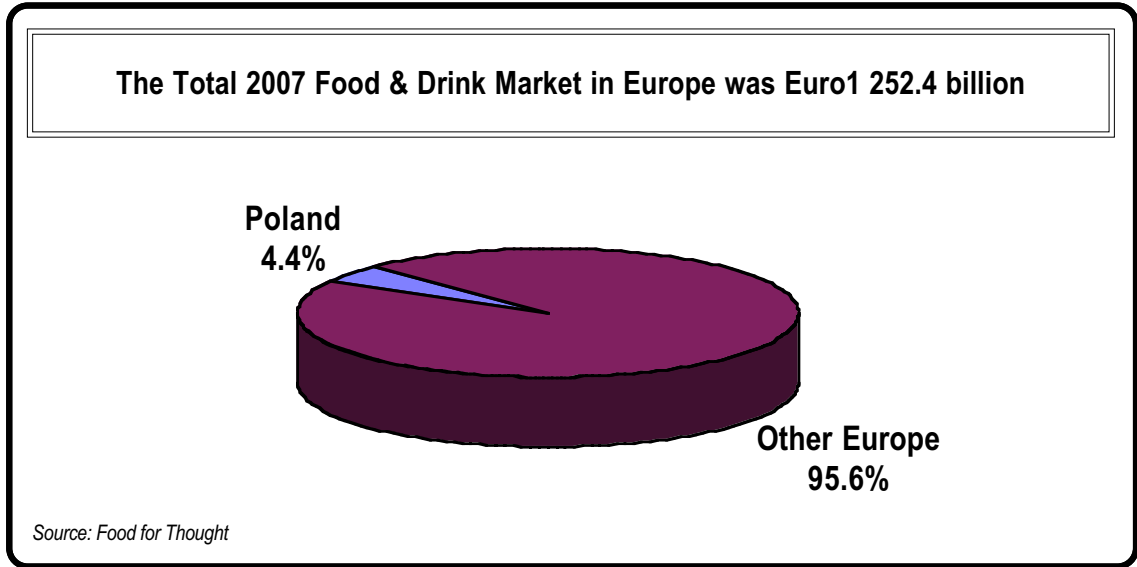 The Total 2007 Food & Drink Market in Europe was Euro1 252.4 billion
Poland
4.4%
Other Europe
95.6%
Source: Food for Thought